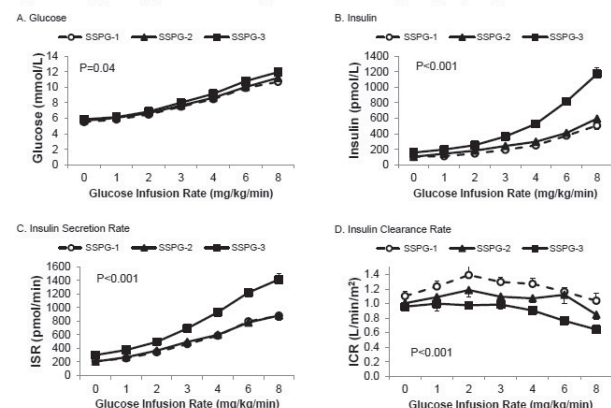 A. Glucose
SSPG-1 SSPG-2 SSPG-3
P=0.04
Glucose (mmol/L)
14
12
10
8
6
4
2
0
0 1 2 3 4 6 8
Glucose Infusion Rate (mg/kg/min)
B. Insulin
SSPG-1 SSPG-2 SSPG-3
P<0.001
Insulin (pmol/L)
1400
1200
1000
800
600
400
200
0
0 1 2 3 4 6 8
Glucose Infusion Rate (mg/kg/min)
C. Insulin Secretion Rate
SSPG-1 SSPG-2 SSPG-3
P<0.001
ISR (pmol/min)
1600
1400
1200
1000
800
600
400
200
0
0 1 2 3 4 6 8
Glucose Infusion Rate (mg/kg/min)
D. Insulin Clearance Rate
SSPG-1 SSPG-2 SSPG-3
ICR (L/min/m²)
1.4
1.2
1.0
0.8
0.6
0.4
0.2
0.0
P<0.001
0 1 2 3 4 6 8
Glucose Infusion Rate (mg/kg/min)